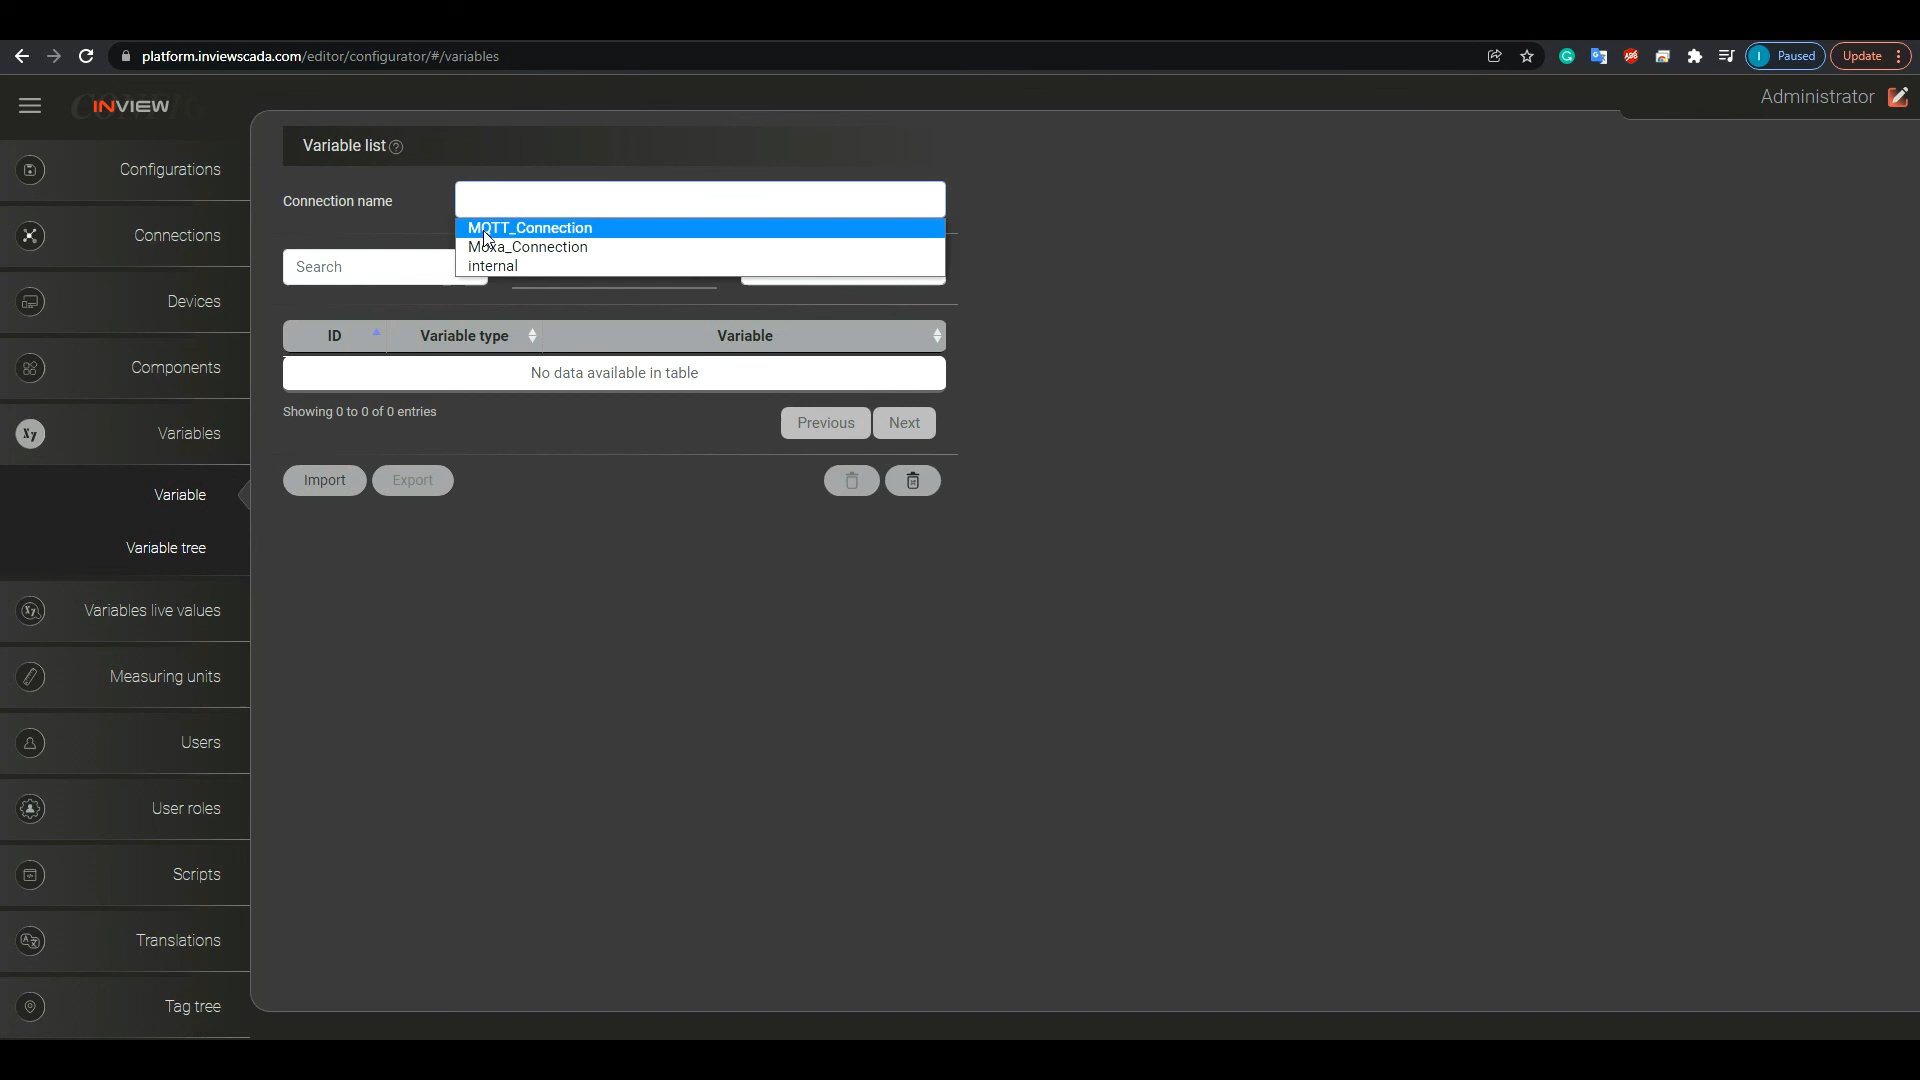 platform.inviewscada.com/editor/configurator/#/variables
I Paused
Update
INVIEW
Administrator
Configurations
Connections
Devices
Components
Variables
Variable
Variable tree
Variables live values
Measuring units
Users
User roles
Scripts
Translations
Tag tree
Variable list ?
Connection name
MQTT_Connection
Moxa_Connection
internal
Search
ID Variable type Variable
No data available in table
Showing 0 to 0 of 0 entries
Previous Next
Import Export